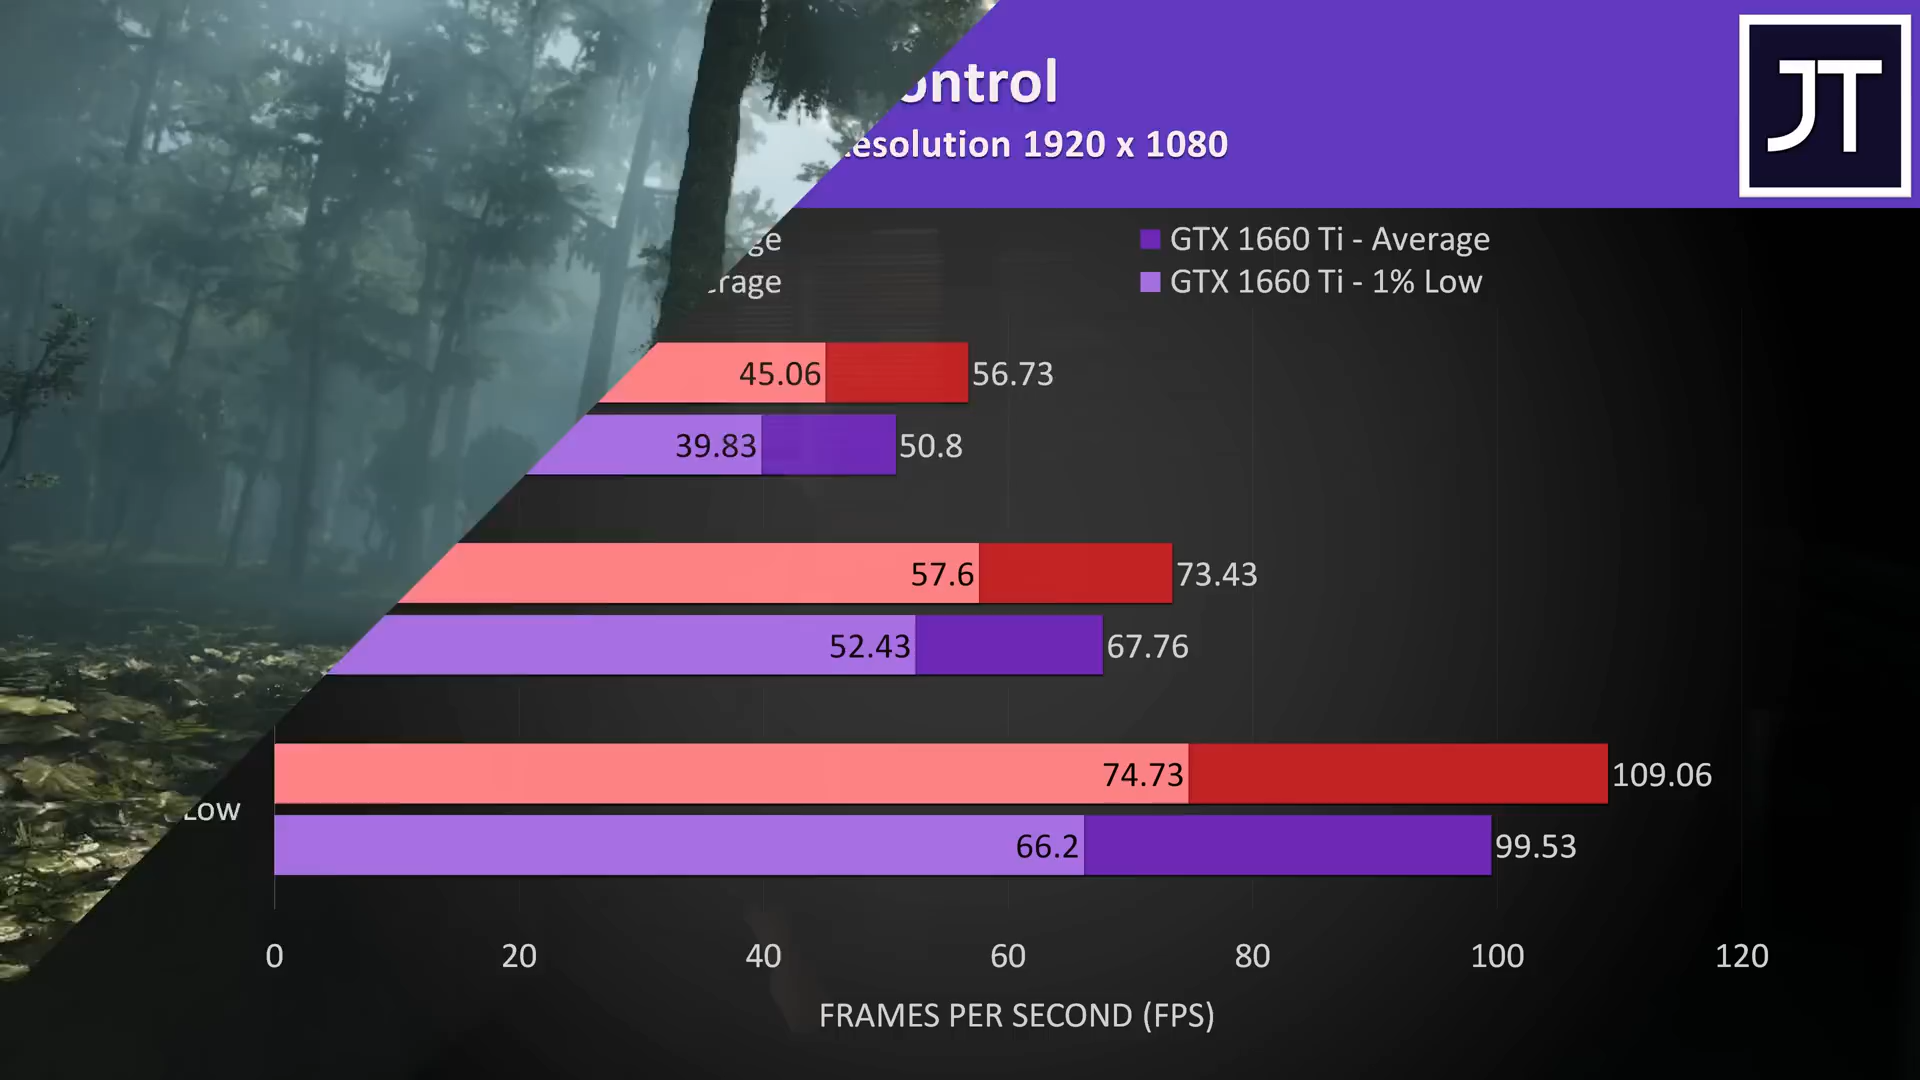 ontrol
esolution 1920 x 1080
JT
ge
GTX 1660 Ti - Average
rage
GTX 1660 Ti - 1% Low
45.06
56.73
39.83
50.8
57.6
73.43
52.43
67.76
74.73
109.06
Low
66.2
99.53
0 20 40 60 80 100 120
FRAMES PER SECOND (FPS)